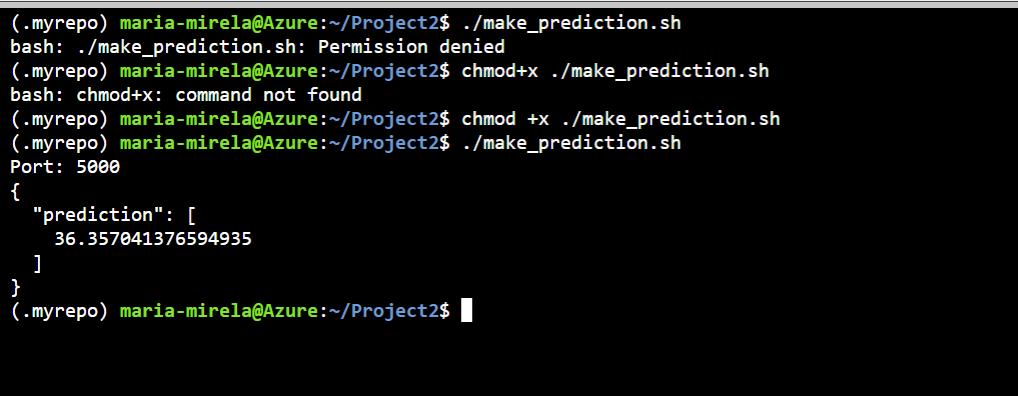 (.myrepo) maria-mirela@Azure:~/Project2$ ./make_prediction.sh
bash: ./make_prediction.sh: Permission denied
(.myrepo) maria-mirela@Azure:~/Project2$ chmod+x ./make_prediction.sh
bash: chmod+x: command not found
(.myrepo) maria-mirela@Azure:~/Project2$ chmod +x ./make_prediction.sh
(.myrepo) maria-mirela@Azure:~/Project2$ ./make_prediction.sh
Port: 5000
{
  "prediction": [
    36.357041376594935
  ]
}
(.myrepo) maria-mirela@Azure:~/Project2$